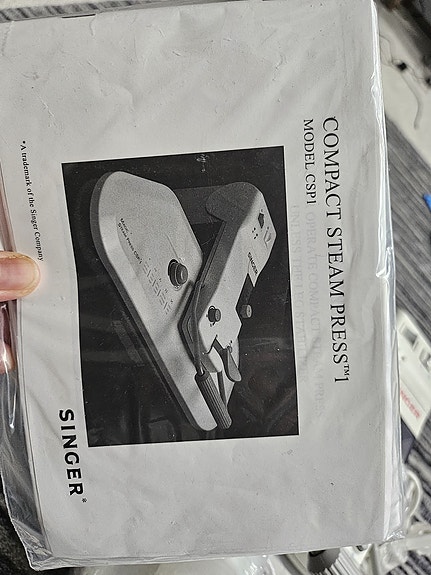 COMPACT STEAM PRESS™1
MODEL CSP1
SINGER
SINGER*
*A trademark of the Singer Company